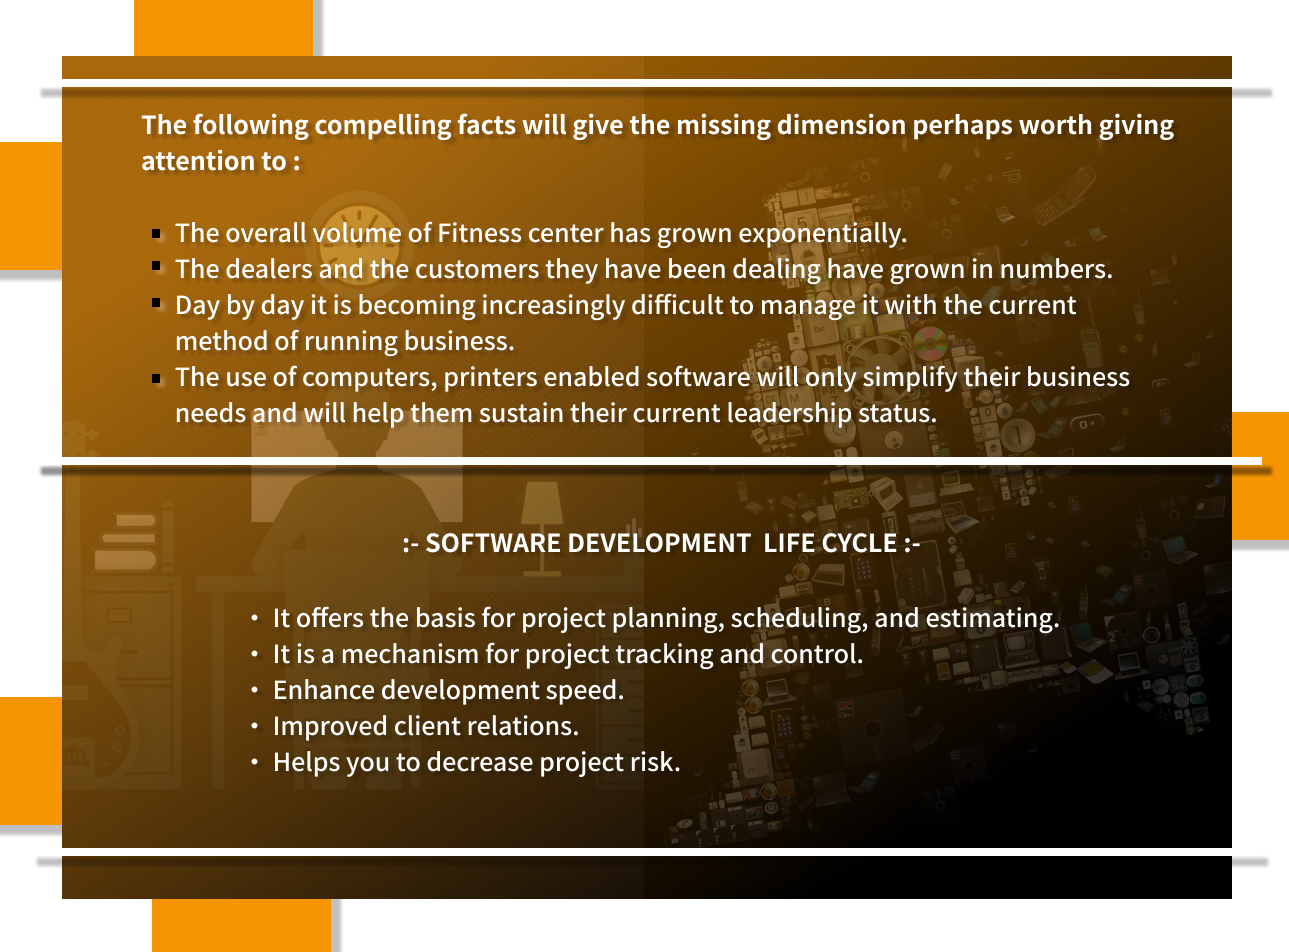 The following compelling facts will give the missing dimension perhaps worth giving
attention to :
▪ The overall volume of Fitness center has grown exponentially.
▪ The dealers and the customers they have been dealing have grown in numbers.
▪ Day by day it is becoming increasingly difficult to manage it with the current
method of running business.
▪ The use of computers, printers enabled software will only simplify their business
needs and will help them sustain their current leadership status.
:- SOFTWARE DEVELOPMENT  LIFE CYCLE :-
• It offers the basis for project planning, scheduling, and estimating.
• It is a mechanism for project tracking and control.
• Enhance development speed.
• Improved client relations.
• Helps you to decrease project risk.